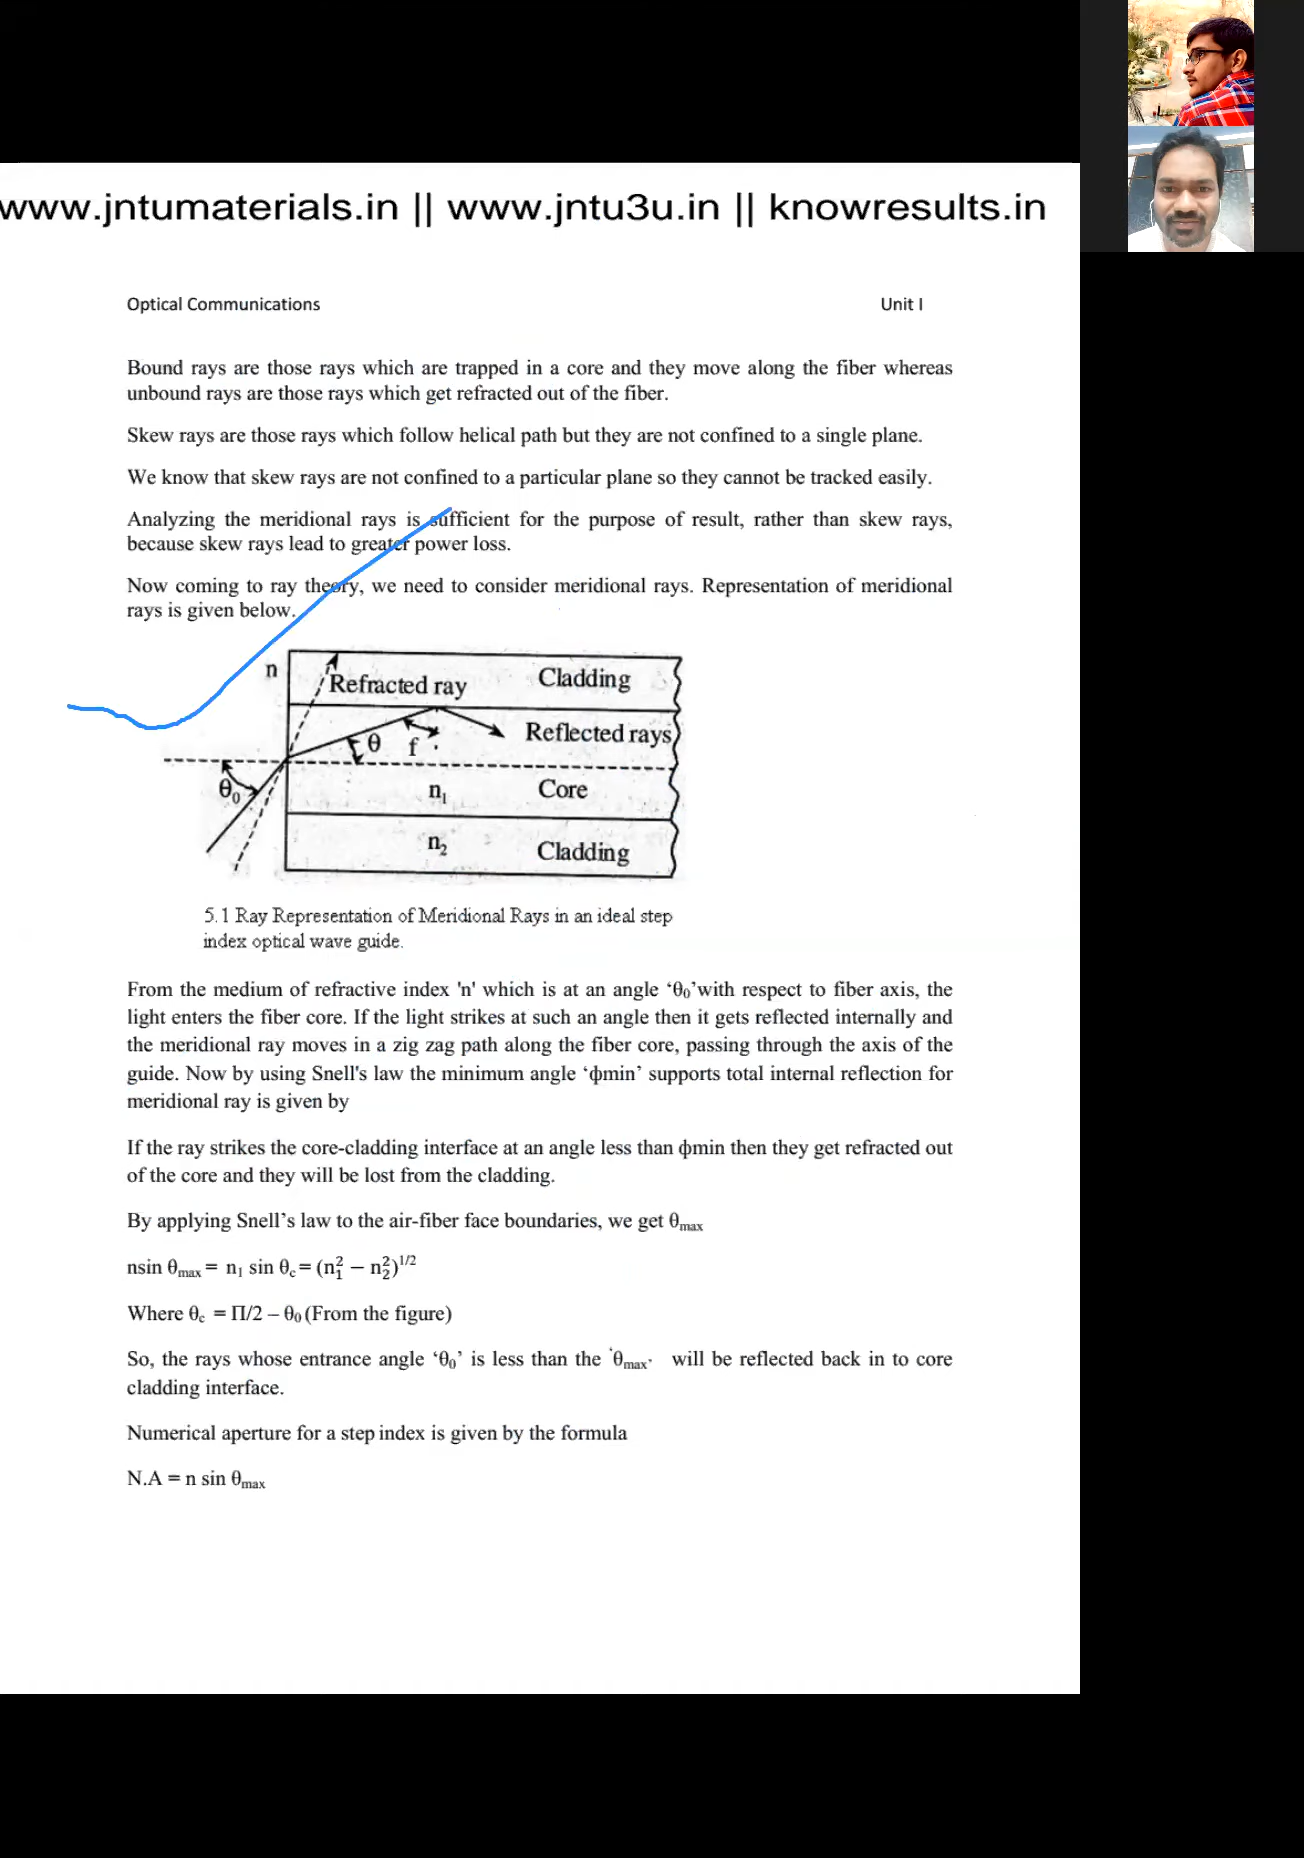 www.jntumaterials.in || www.jntu3u.in || knowresults.in
Optical Communications Unit I
Bound rays are those rays which are trapped in a core and they move along the fiber whereas
unbound rays are those rays which get refracted out of the fiber.
Skew rays are those rays which follow helical path but they are not confined to a single plane.
We know that skew rays are not confined to a particular plane so they cannot be tracked easily.
Analyzing the meridional rays is sufficient for the purpose of result, rather than skew rays,
because skew rays lead to greater power loss.
Now coming to ray theory, we need to consider meridional rays. Representation of meridional
rays is given below.
n
Refracted ray Cladding
θ f Reflected rays
θ₀ n₁ Core
n₂ Cladding
5.1 Ray Representation of Meridional Rays in an ideal step
index optical wave guide.
From the medium of refractive index 'n' which is at an angle ‘θ₀’with respect to fiber axis, the
light enters the fiber core. If the light strikes at such an angle then it gets reflected internally and
the meridional ray moves in a zig zag path along the fiber core, passing through the axis of the
guide. Now by using Snell's law the minimum angle ‘ϕmin’ supports total internal reflection for
meridional ray is given by
If the ray strikes the core-cladding interface at an angle less than ϕmin then they get refracted out
of the core and they will be lost from the cladding.
By applying Snell’s law to the air-fiber face boundaries, we get θmax
nsin θmax = n₁ sin θc = (n₁² − n₂²)^1/2
Where θc = Π/2 – θ₀ (From the figure)
So, the rays whose entrance angle ‘θ₀’ is less than the ‘θmax’ will be reflected back in to core
cladding interface.
Numerical aperture for a step index is given by the formula
N.A = n sin θmax